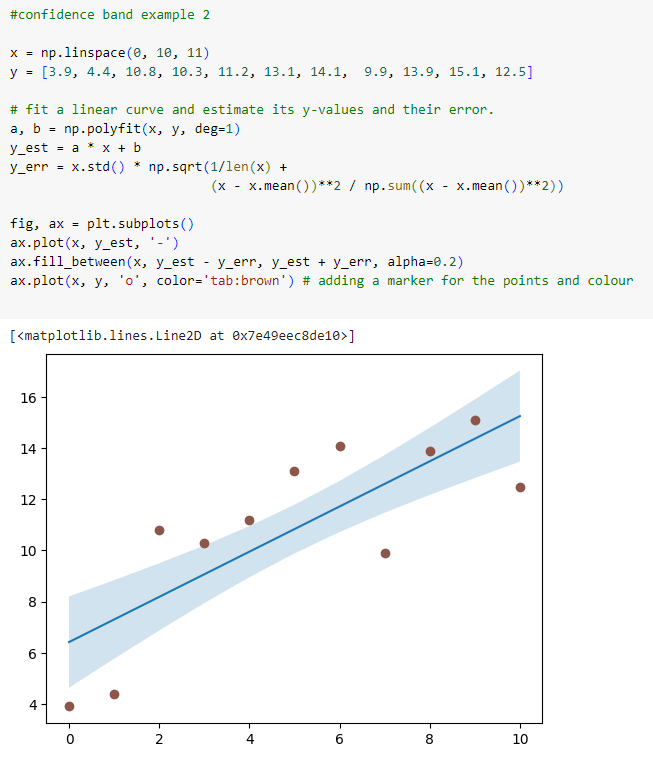 #confidence band example 2
x = np.linspace(0, 10, 11)
y = [3.9, 4.4, 10.8, 10.3, 11.2, 13.1, 14.1,  9.9, 13.9, 15.1, 12.5]
# fit a linear curve and estimate its y-values and their error.
a, b = np.polyfit(x, y, deg=1)
y_est = a * x + b
y_err = x.std() * np.sqrt(1/len(x) +
                          (x - x.mean())**2 / np.sum((x - x.mean())**2))
fig, ax = plt.subplots()
ax.plot(x, y_est, '-')
ax.fill_between(x, y_est - y_err, y_est + y_err, alpha=0.2)
ax.plot(x, y, 'o', color='tab:brown') # adding a marker for the points and colour
[<matplotlib.lines.Line2D at 0x7e49eec8de10>]
16
14
12
10
8
6
4
0 2 4 6 8 10